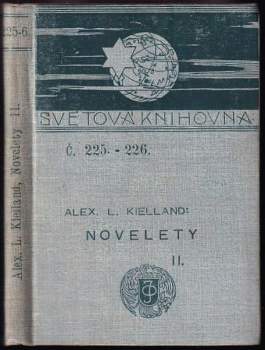 225-6.
Alex. L. Kielland, Novelety II.
SVĚTOVÁ KNIHOVNA
Č. 225. - 226.
ALEX. L. KIELLAND:
NOVELETY
II.